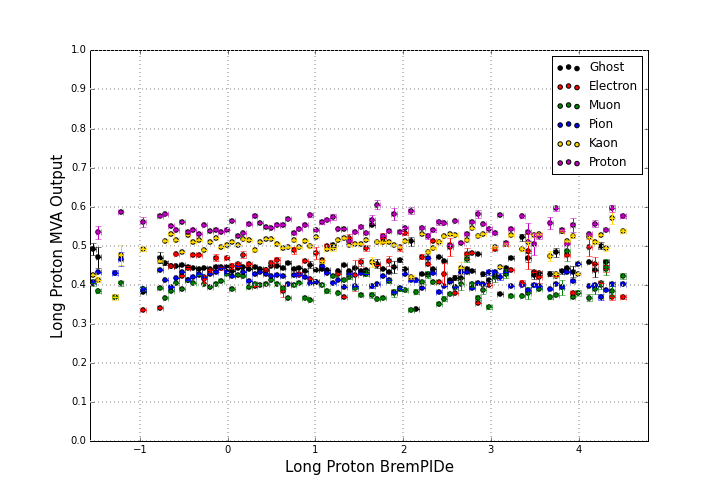 1.0
0.9
0.8
0.7
0.6
0.5
0.4
0.3
0.2
0.1
0.0
Long Proton MVA Output
Ghost
Electron
Muon
Pion
Kaon
Proton
−1 0 1 2 3 4
Long Proton BremPIDe